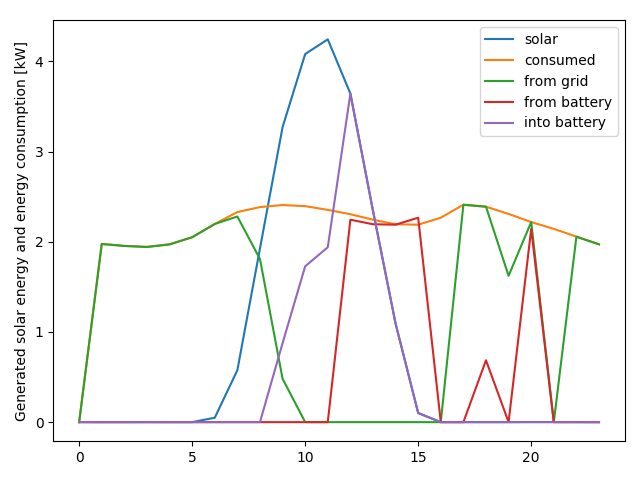 Generated solar energy and energy consumption [kW]
4
3
2
1
0
0 5 10 15 20
solar
consumed
from grid
from battery
into battery